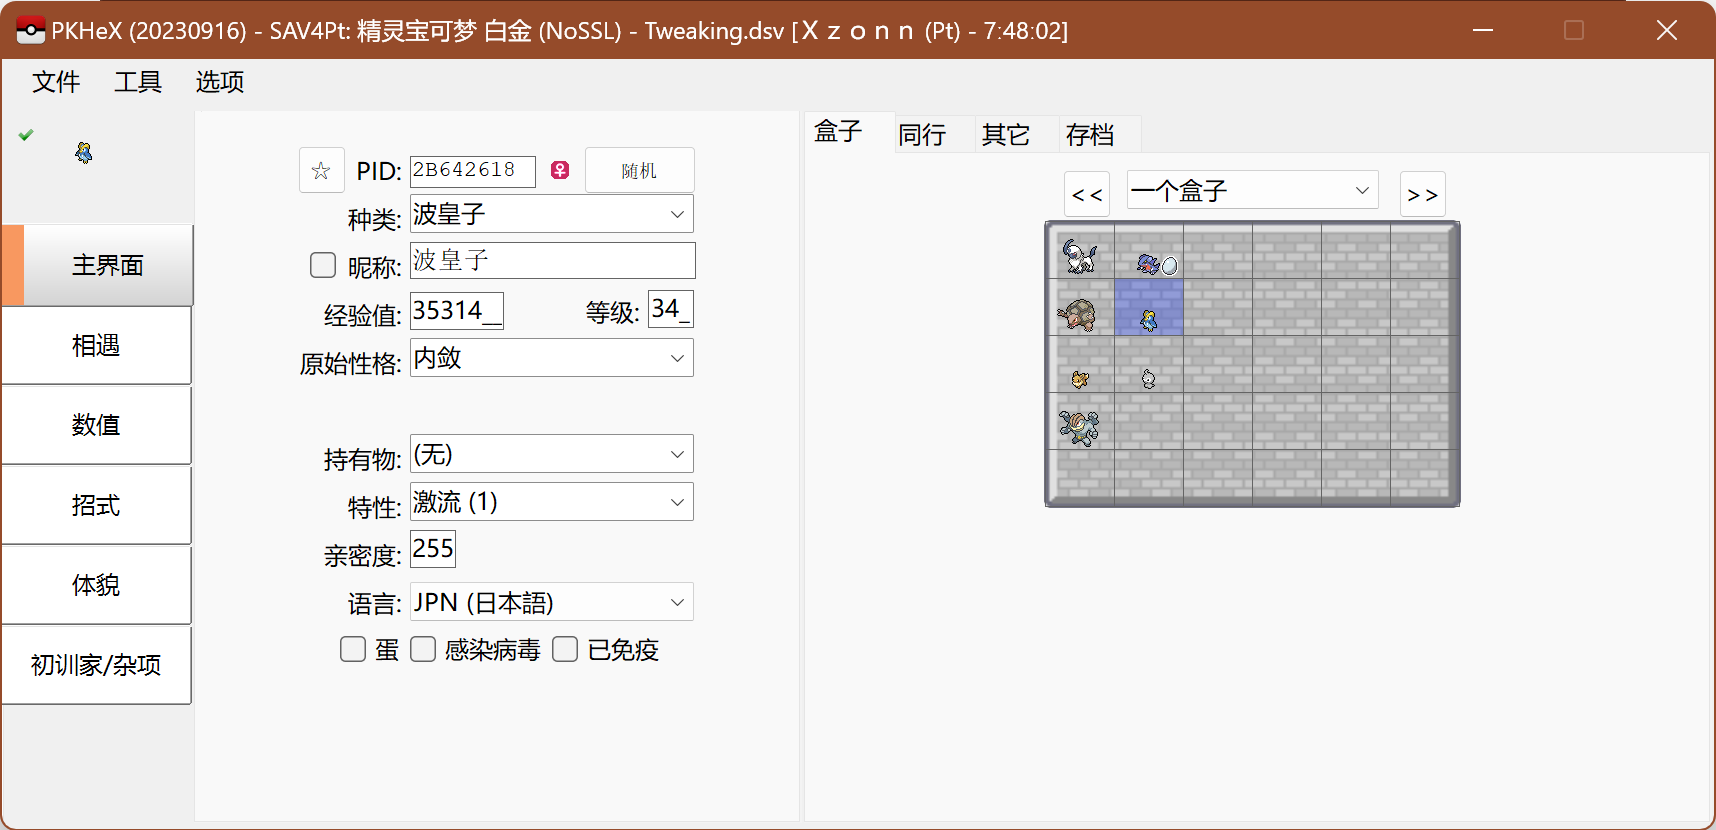 PKHeX (20230916) - SAV4Pt: 精灵宝可梦 白金 (NoSSL) - Tweaking.dsv [Ｘｚｏｎｎ (Pt) - 7:48:02]
文件 工具 选项
主界面
相遇
数值
招式
体貌
初训家/杂项
PID: 2B642618 随机
种类: 波皇子
昵称: 波皇子
经验值: 35314__ 等级: 34_
原始性格: 内敛
持有物: (无)
特性: 激流 (1)
亲密度: 255
语言: JPN (日本語)
蛋 感染病毒 已免疫
盒子 同行 其它 存档
<< 一个盒子 >>